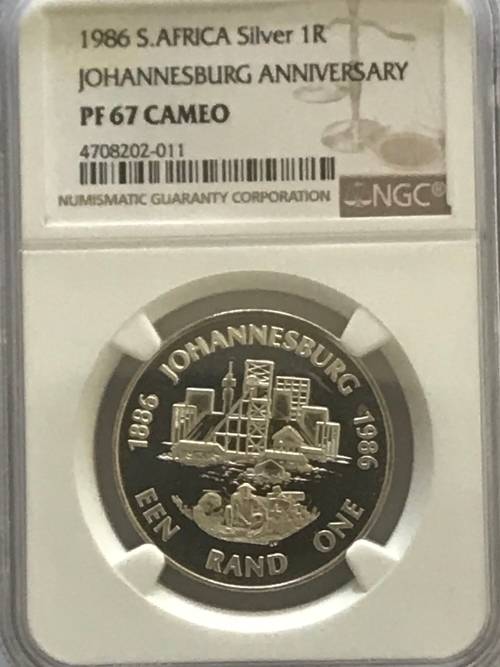 1986 S.AFRICA Silver 1R
JOHANNESBURG ANNIVERSARY
PF 67 CAMEO
4708202-011
NUMISMATIC GUARANTY CORPORATION
NGC®
1886 JOHANNESBURG 1986
EEN RAND ONE